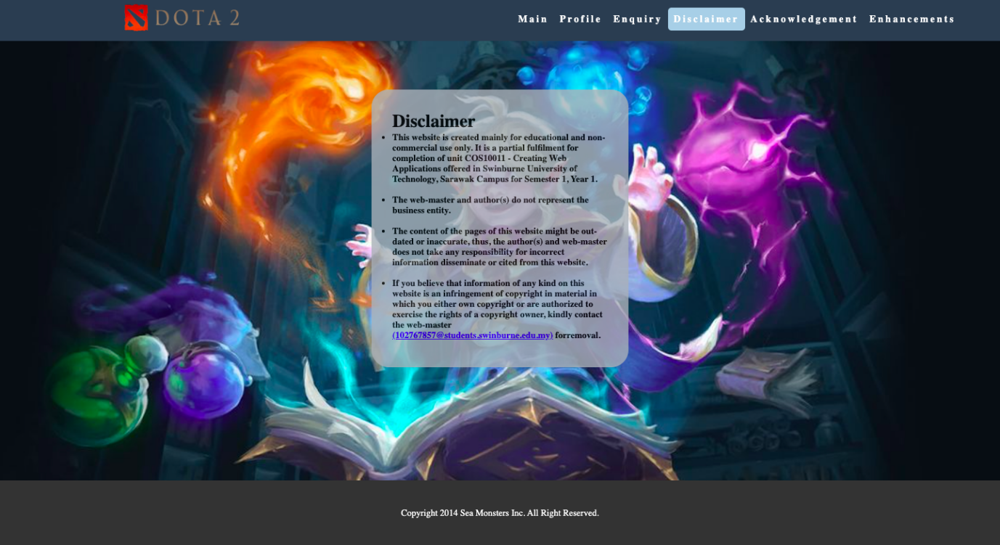 DOTA 2
Main Profile Enquiry Disclaimer Acknowledgement Enhancements
Disclaimer
• This website is created mainly for educational and non-
commercial use only. It is a partial fulfilment for
completion of unit COS10011 - Creating Web
Applications offered in Swinburne University of
Technology, Sarawak Campus for Semester 1, Year 1.
• The web-master and author(s) do not represent the
business entity.
• The content of the pages of this website might be out-
dated or inaccurate, thus, the author(s) and web-master
does not take any responsibility for incorrect
information disseminate or cited from this website.
• If you believe that information of any kind on this
website is an infringement of copyright in material in
which you either own copyright or are authorized to
exercise the rights of a copyright owner, kindly contact
the web-master
(102767857@students.swinburne.edu.my) forremoval.
Copyright 2014 Sea Monsters Inc. All Right Reserved.